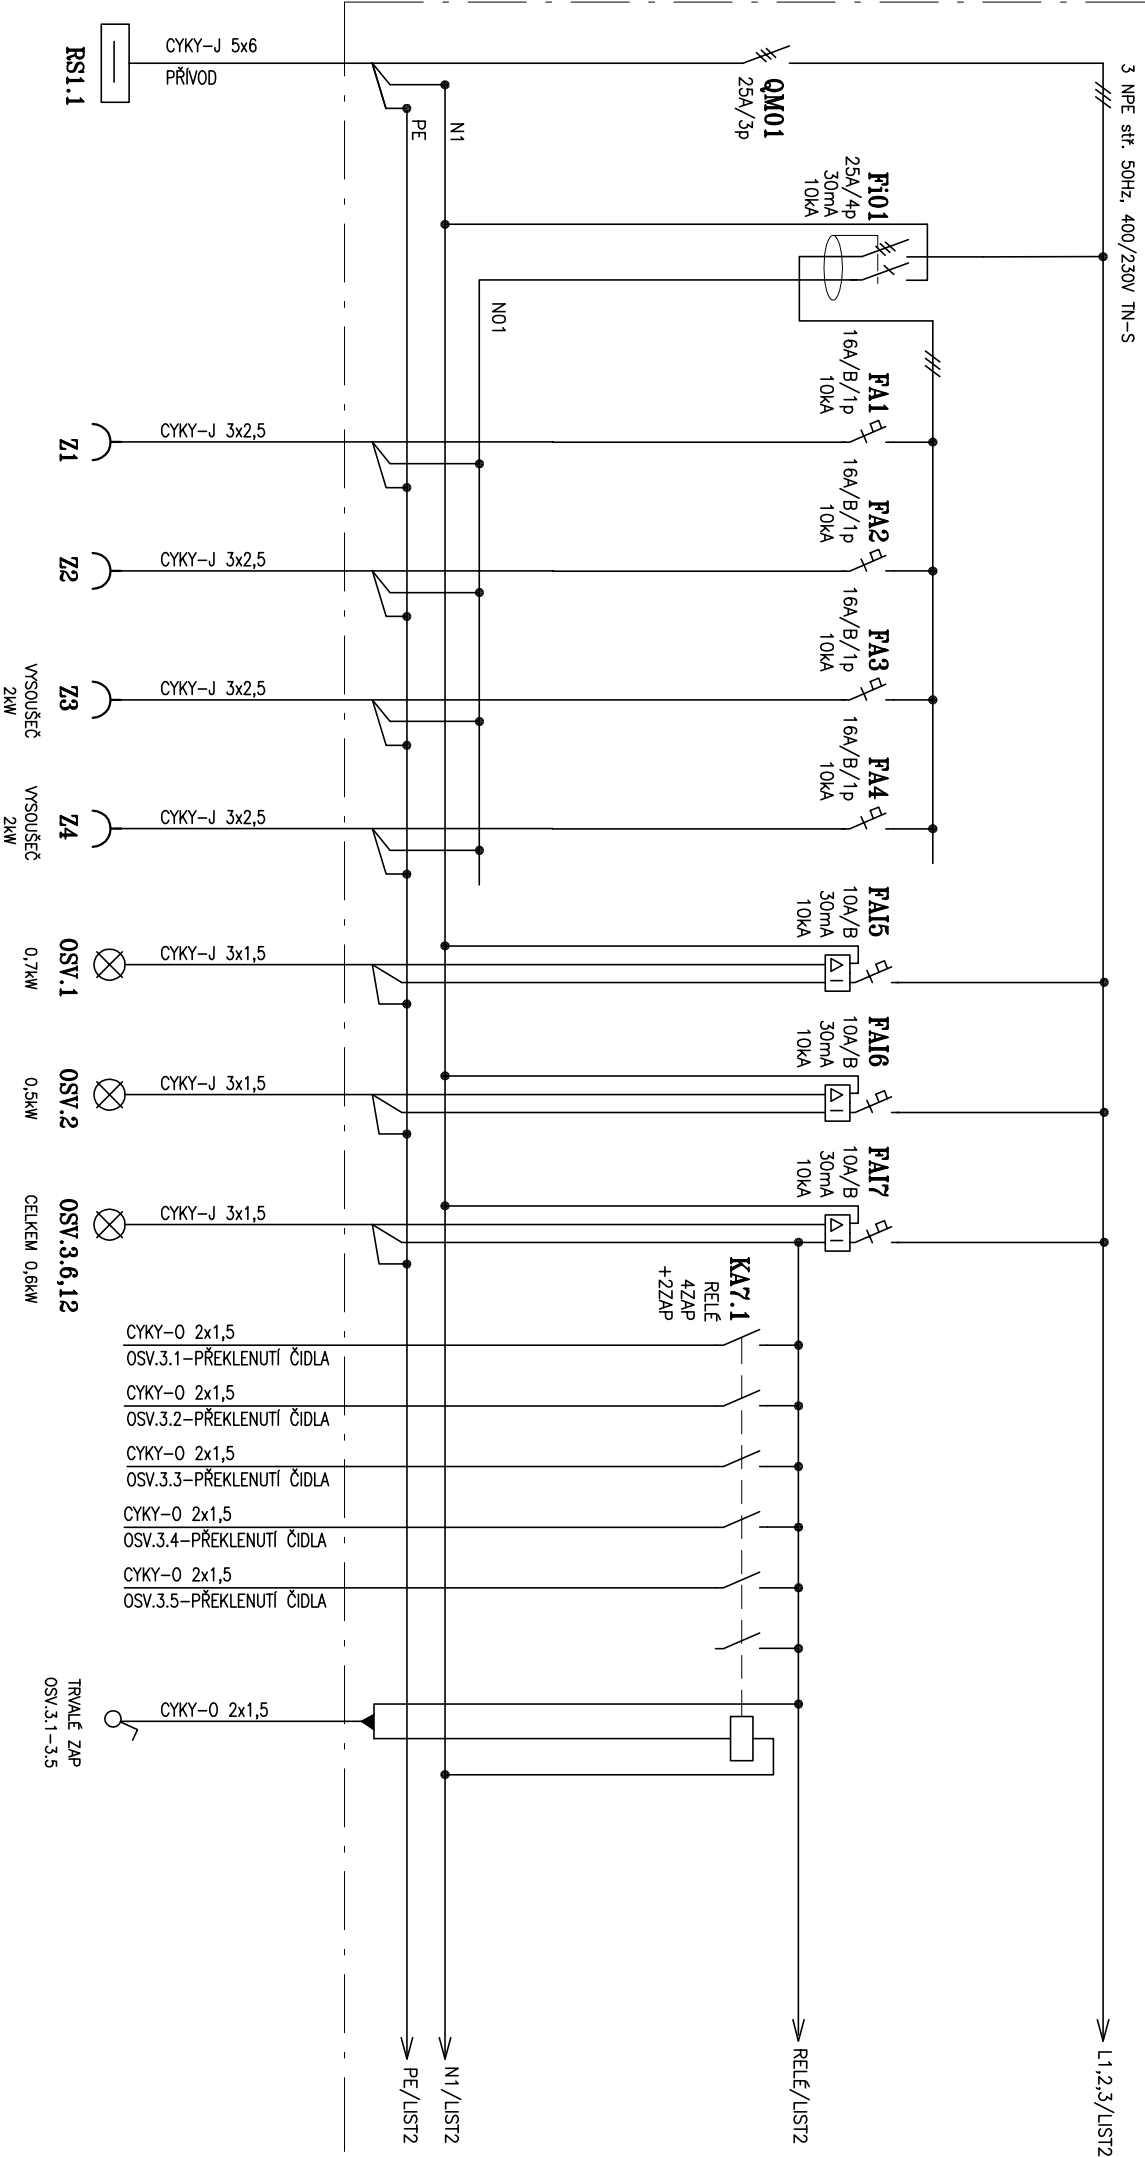 3 NPE stř. 50Hz, 400/230V TN-S
L1,2,3/LIST2
QM01
25A/3p
Fi01
25A/4p
30mA
10kA
FA1
16A/B/1p
10kA
FA2
16A/B/1p
10kA
FA3
16A/B/1p
10kA
FA4
16A/B/1p
10kA
FAI5
10A/B
30mA
10kA
FAI6
10A/B
30mA
10kA
FAI7
10A/B
30mA
10kA
KA7.1
RELÉ
4ZAP
+2ZAP
RELÉ/LIST2
N01
N1
N1/LIST2
PE
PE/LIST2
CYKY-J 5x6
PŘÍVOD
RS1.1
CYKY-J 3x2,5
Z1
CYKY-J 3x2,5
Z2
CYKY-J 3x2,5
Z3
VYSOUŠEČ
2kW
CYKY-J 3x2,5
Z4
VYSOUŠEČ
2kW
CYKY-J 3x1,5
OSV.1
0,7kW
CYKY-J 3x1,5
OSV.2
0,5kW
CYKY-J 3x1,5
OSV.3.6,12
CELKEM 0,6kW
CYKY-O 2x1,5
OSV.3.1-PŘEKLENUTÍ ČIDLA
CYKY-O 2x1,5
OSV.3.2-PŘEKLENUTÍ ČIDLA
CYKY-O 2x1,5
OSV.3.3-PŘEKLENUTÍ ČIDLA
CYKY-O 2x1,5
OSV.3.4-PŘEKLENUTÍ ČIDLA
CYKY-O 2x1,5
OSV.3.5-PŘEKLENUTÍ ČIDLA
CYKY-O 2x1,5
TRVALÉ ZAP
OSV.3.1-3.5